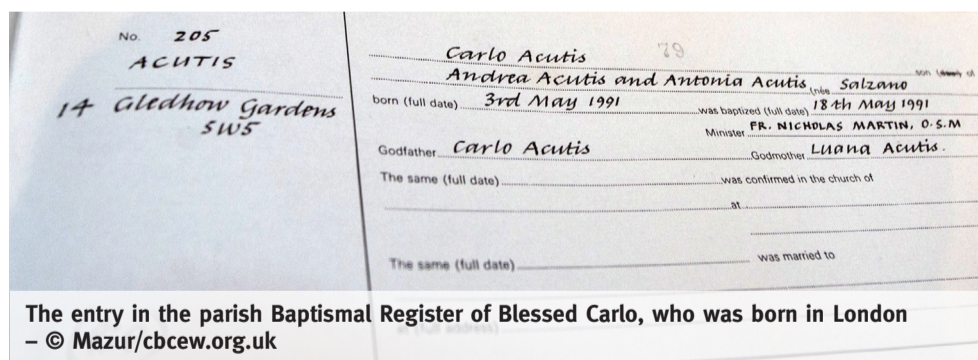 No. 205
ACUTIS
14 Gledhow Gardens
SW5
79
Carlo Acutis
son of
Andrea Acutis and Antonia Acutis (née Salzano
born (full date) 3rd May 1991 was baptized (full date) 18th May 1991
Minister FR. NICHOLAS MARTIN, O.S.M
Godfather Carlo Acutis Godmother Luana Acutis.
The same (full date) was confirmed in the church of
at
The same (full date) was married to
The entry in the parish Baptismal Register of Blessed Carlo, who was born in London
– © Mazur/cbcew.org.uk